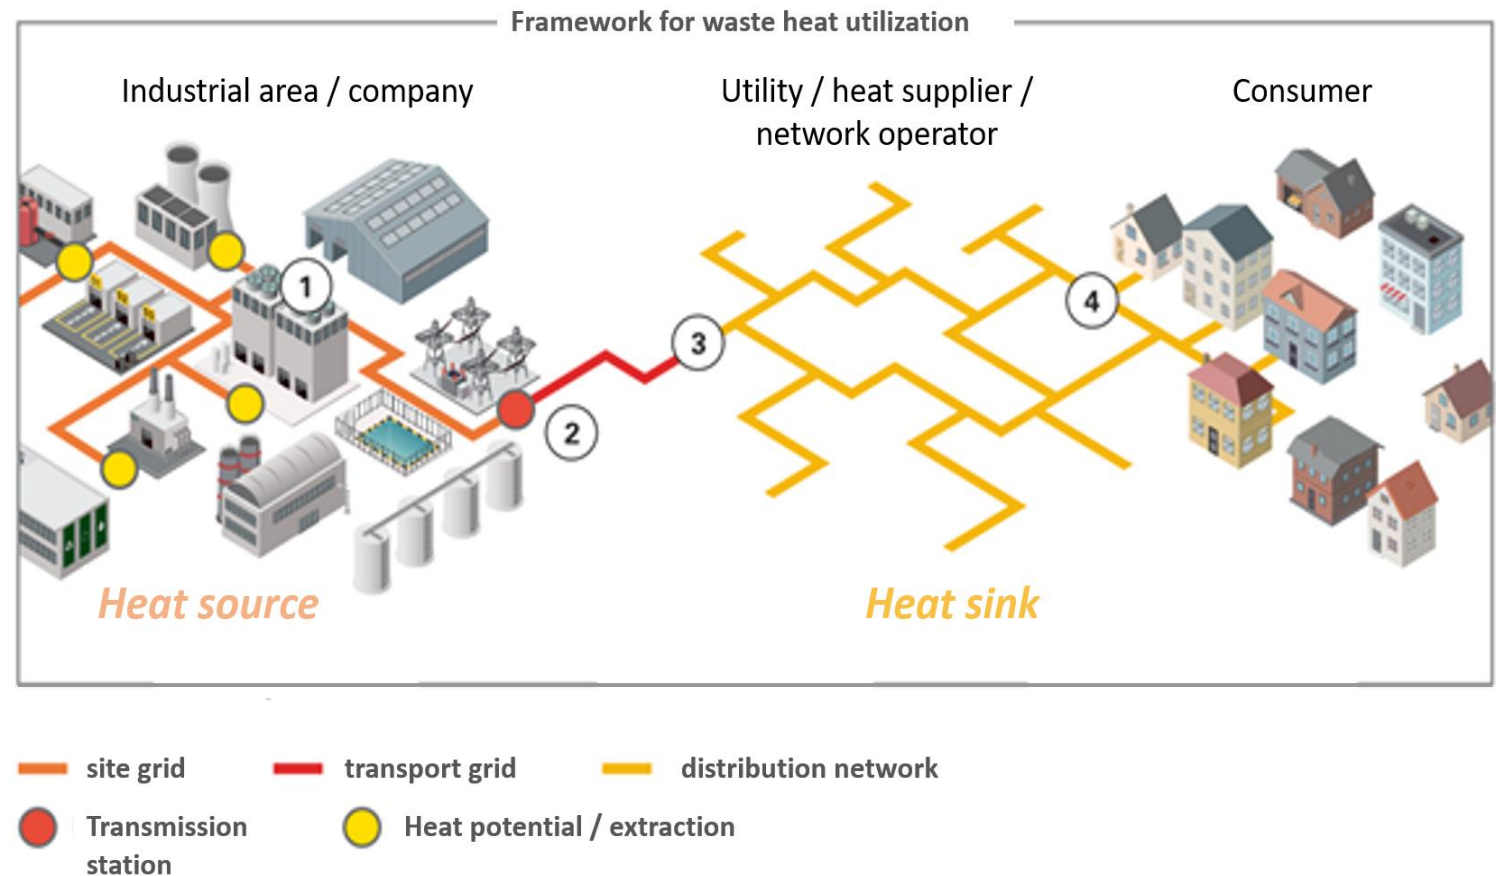 Framework for waste heat utilization
Industrial area / company
Utility / heat supplier /
network operator
Consumer
1
2
3
4
Heat source
Heat sink
site grid
transport grid
distribution network
Transmission
station
Heat potential / extraction